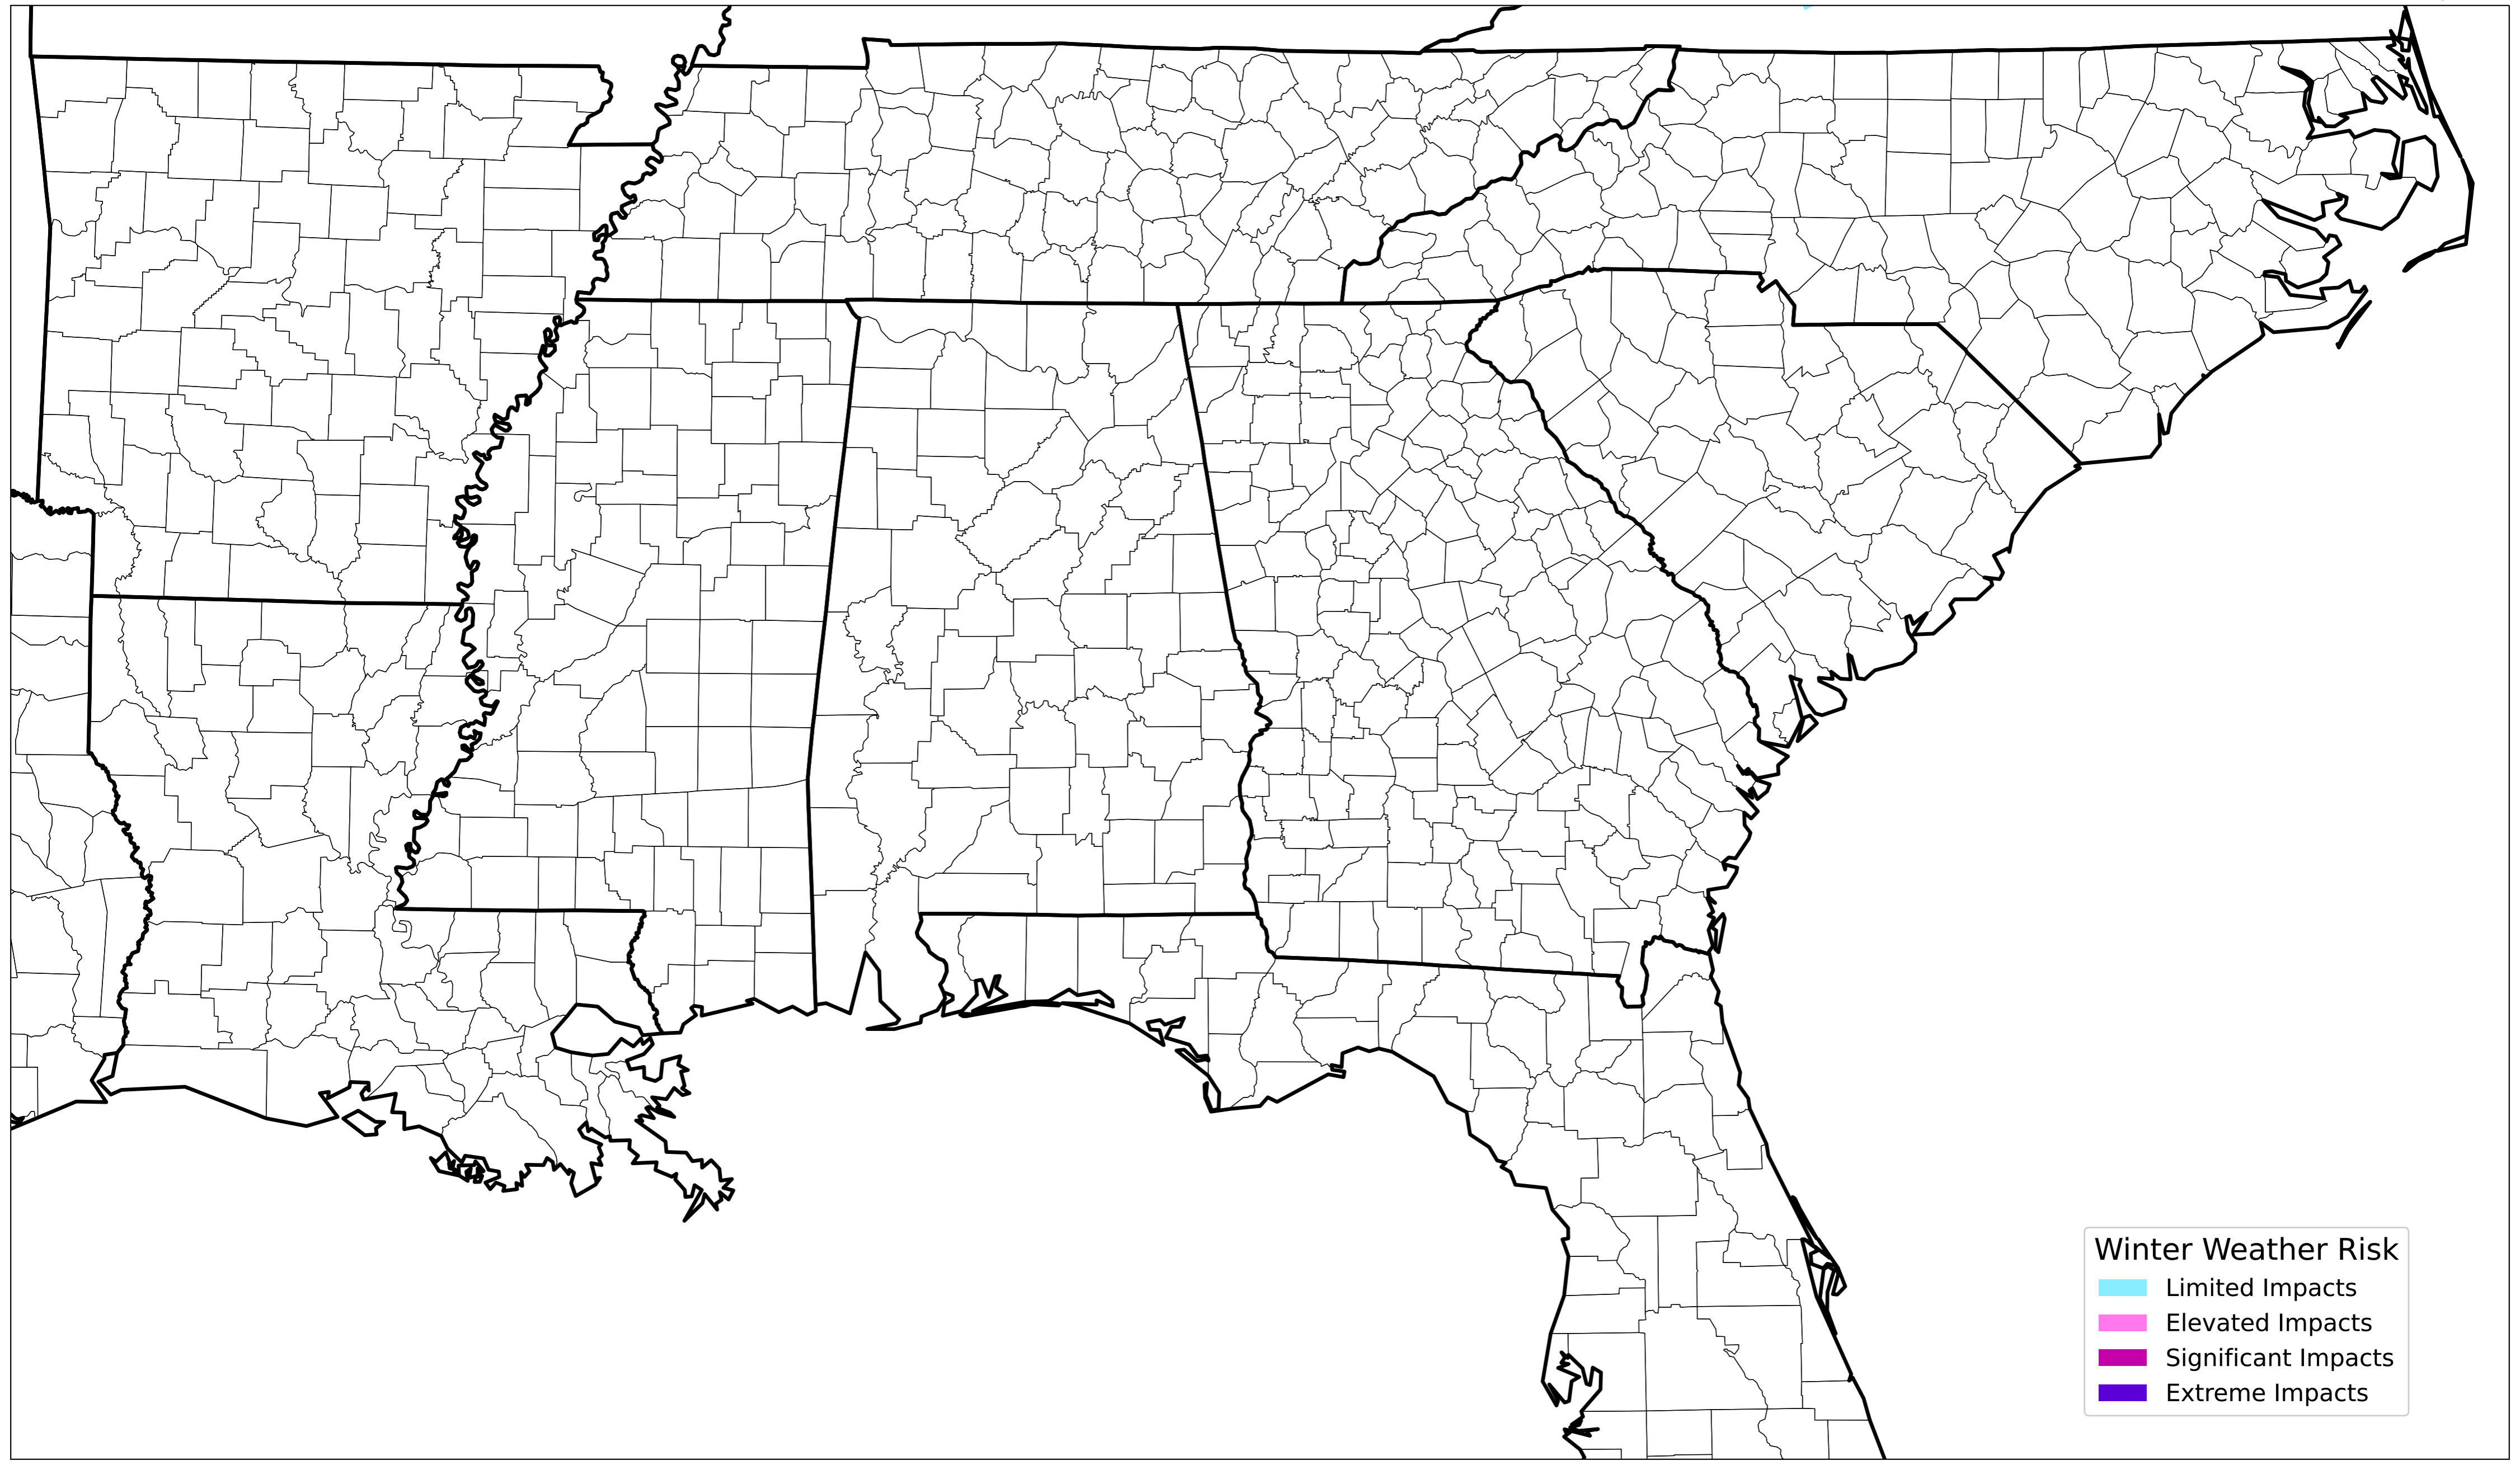 Winter Weather Risk
Limited Impacts
Elevated Impacts
Significant Impacts
Extreme Impacts